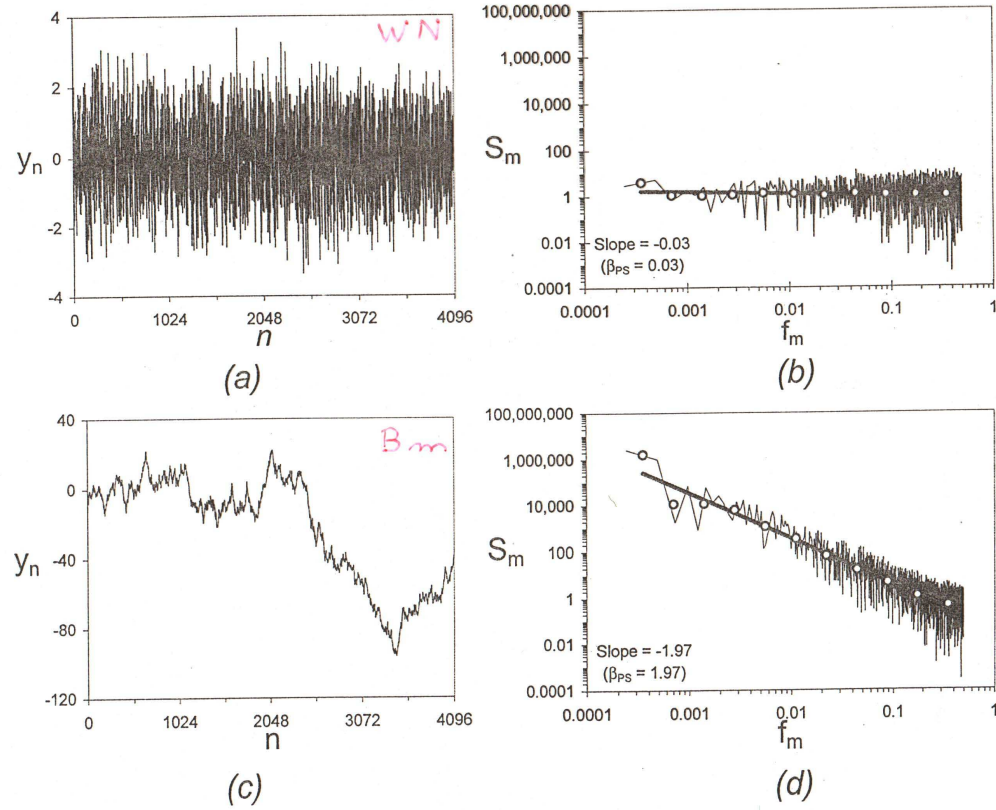 4
2
0
-2
-4
y_n
WN
0
1024
2048
3072
4096
n
(a)
100,000,000
1,000,000
10,000
100
1
0.01
0.0001
S_m
Slope = -0.03
(β_PS = 0.03)
0.0001
0.001
0.01
0.1
1
f_m
(b)
40
0
-40
-80
-120
y_n
Bm
0
1024
2048
3072
4096
n
(c)
100,000,000
1,000,000
10,000
100
1
0.01
0.0001
S_m
Slope = -1.97
(β_PS = 1.97)
0.0001
0.001
0.01
0.1
1
f_m
(d)